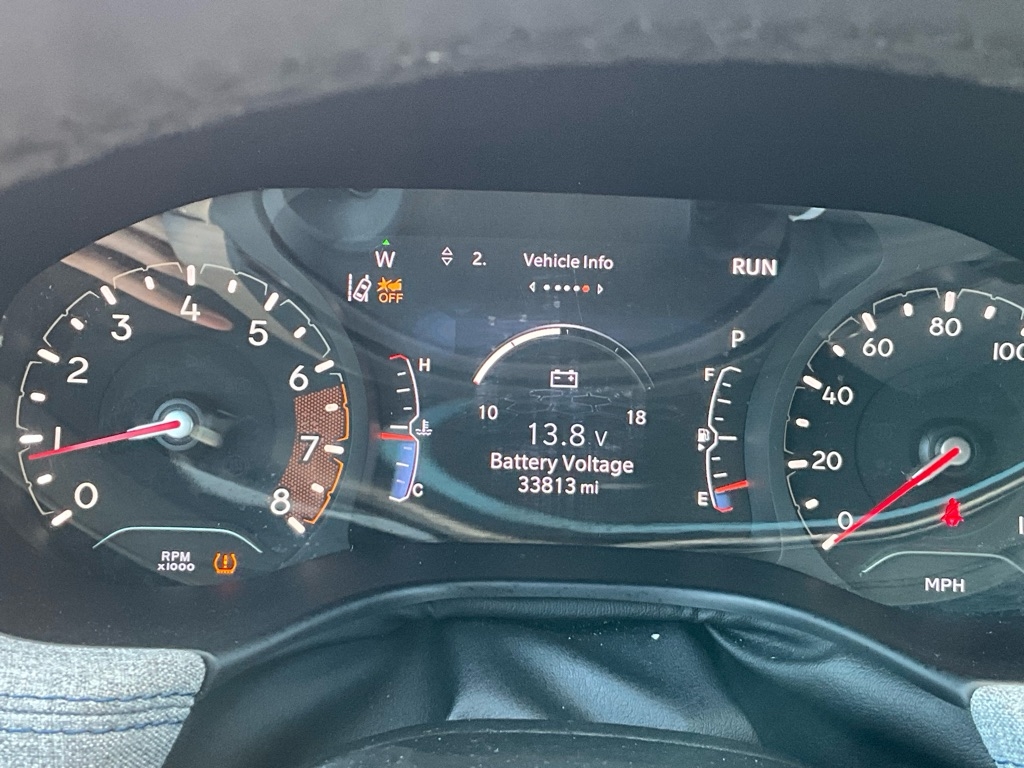 W
2.
Vehicle Info
RUN
OFF
0
1
2
3
4
5
6
7
8
RPM
x1000
H
C
10
18
13.8 V
Battery Voltage
33813 mi
P
F
E
0
20
40
60
80
100
MPH